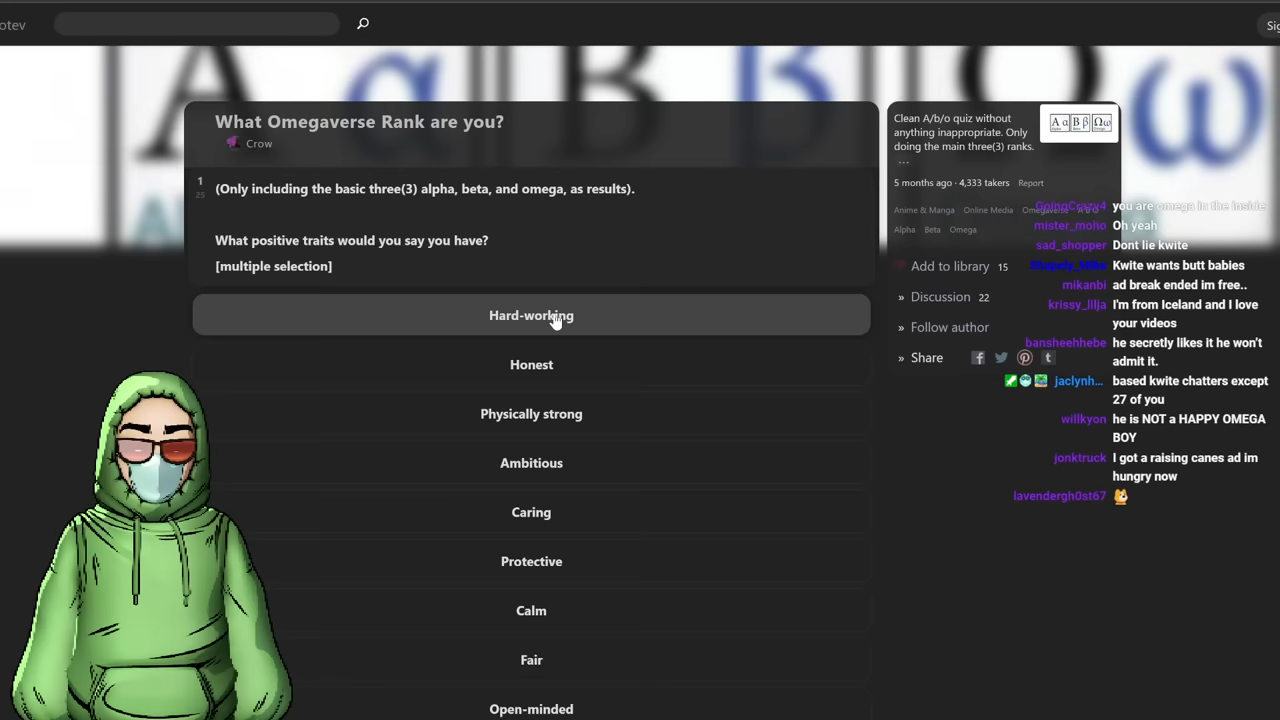 otev
Sig
A α B β Ω ω
What Omegaverse Rank are you?
Crow
1
25
(Only including the basic three(3) alpha, beta, and omega, as results).
What positive traits would you say you have?
[multiple selection]
Hard-working
Honest
Physically strong
Ambitious
Caring
Protective
Calm
Fair
Open-minded
Clean A/b/o quiz without
anything inappropriate. Only
doing the main three(3) ranks.
...
A α B β Ω ω
5 months ago · 4,333 takers Report
Anime & Manga Online Media Omegaverse A B O
Alpha Beta Omega
Add to library 15
» Discussion 22
» Follow author
» Share
GoingCrazy4 you are omega in the inside
mister_moho Oh yeah
sad_shopper Dont lie kwite
Kwite wants butt babies
mikanbi ad break ended im free..
krissy_lilja I'm from Iceland and I love
your videos
bansheehhebe he secretly likes it he won't
admit it.
jaclynh... based kwite chatters except
27 of you
willkyon he is NOT a HAPPY OMEGA
BOY
jonktruck I got a raising canes ad im
hungry now
lavendergh0st67